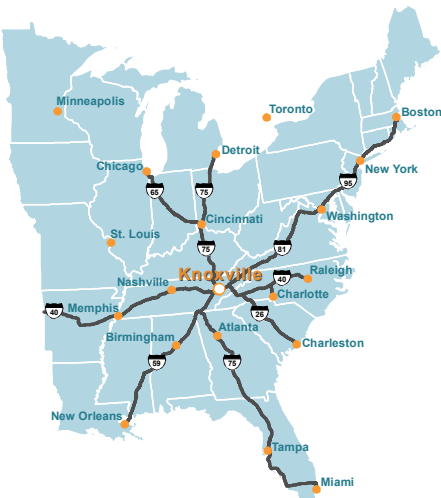 Minneapolis
Toronto
Boston
Detroit
Chicago
New York
65
75
95
Cincinnati
Washington
St. Louis
75
81
Knoxville
40
Raleigh
Nashville
Charlotte
40
Memphis
26
Birmingham
Atlanta
Charleston
59
75
New Orleans
Tampa
Miami